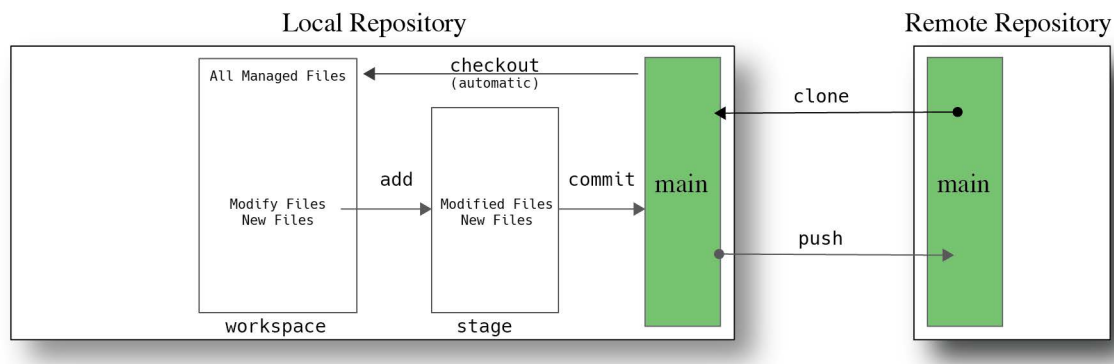 Local Repository
Remote Repository
All Managed Files
checkout
(automatic)
clone
add
commit
main
main
Modify Files
New Files
Modified Files
New Files
push
workspace
stage